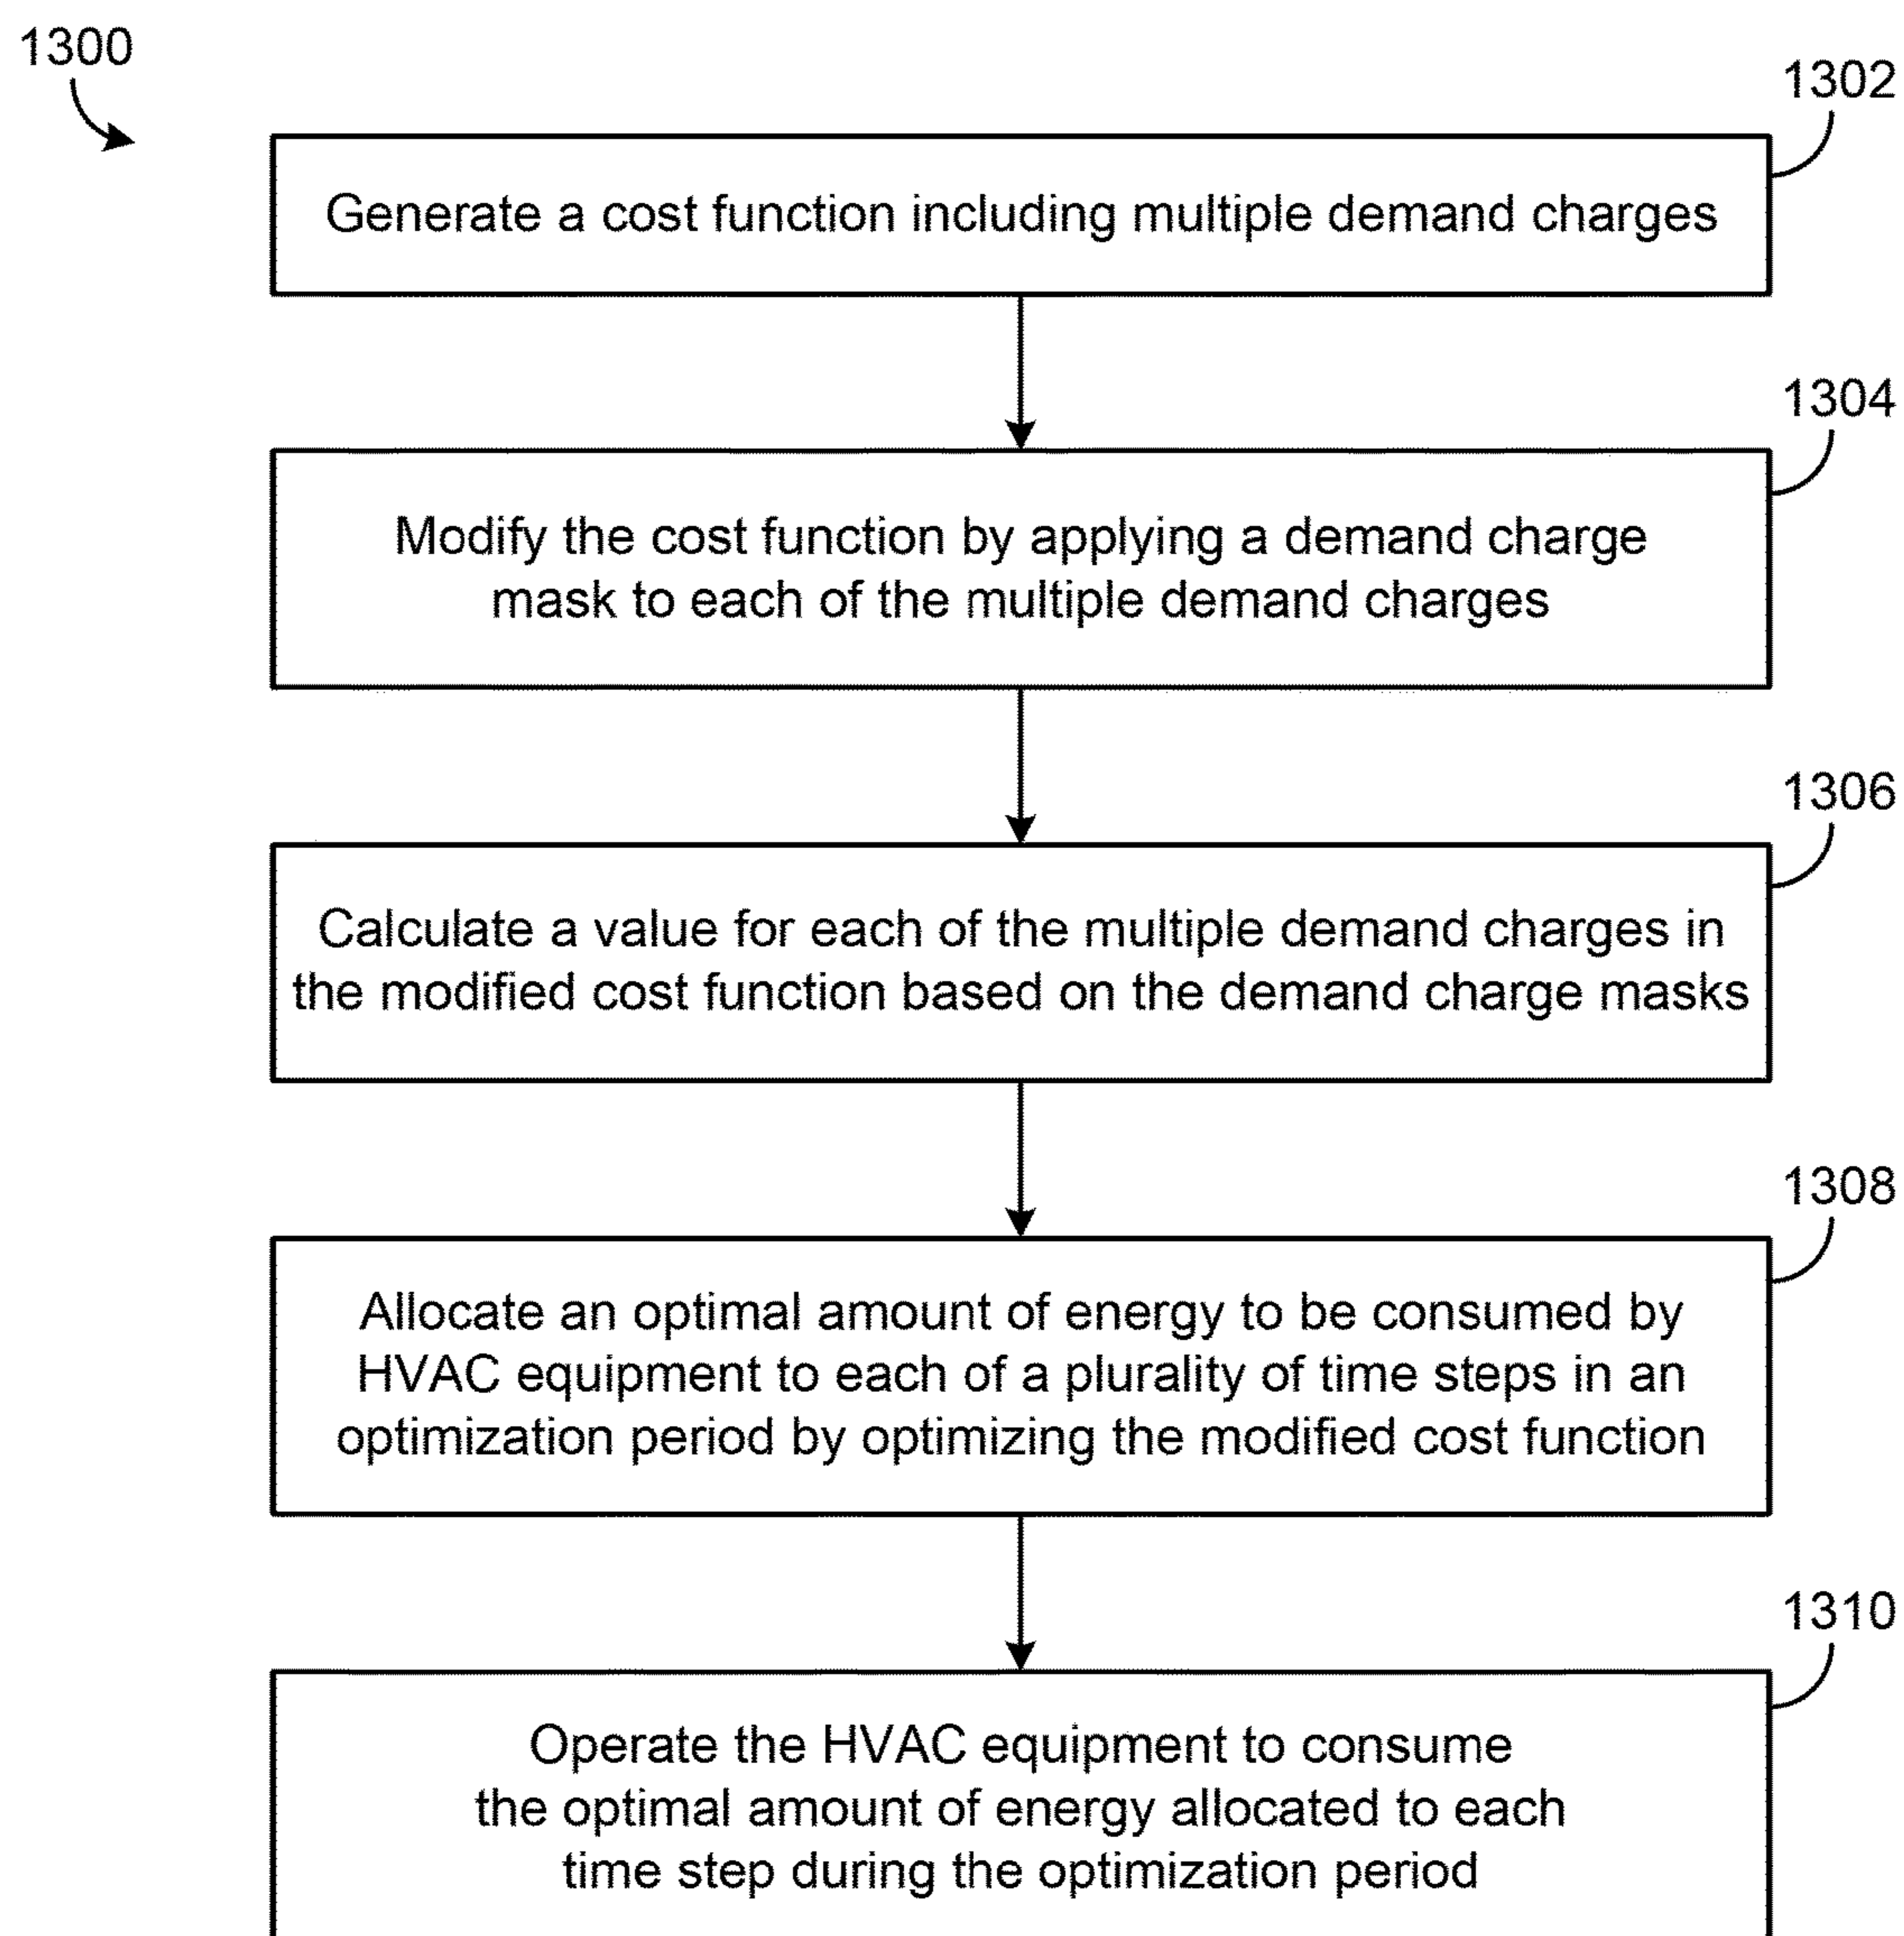 1300
1302
Generate a cost function including multiple demand charges
1304
Modify the cost function by applying a demand charge
mask to each of the multiple demand charges
1306
Calculate a value for each of the multiple demand charges in
the modified cost function based on the demand charge masks
1308
Allocate an optimal amount of energy to be consumed by
HVAC equipment to each of a plurality of time steps in an
optimization period by optimizing the modified cost function
1310
Operate the HVAC equipment to consume
the optimal amount of energy allocated to each
time step during the optimization period